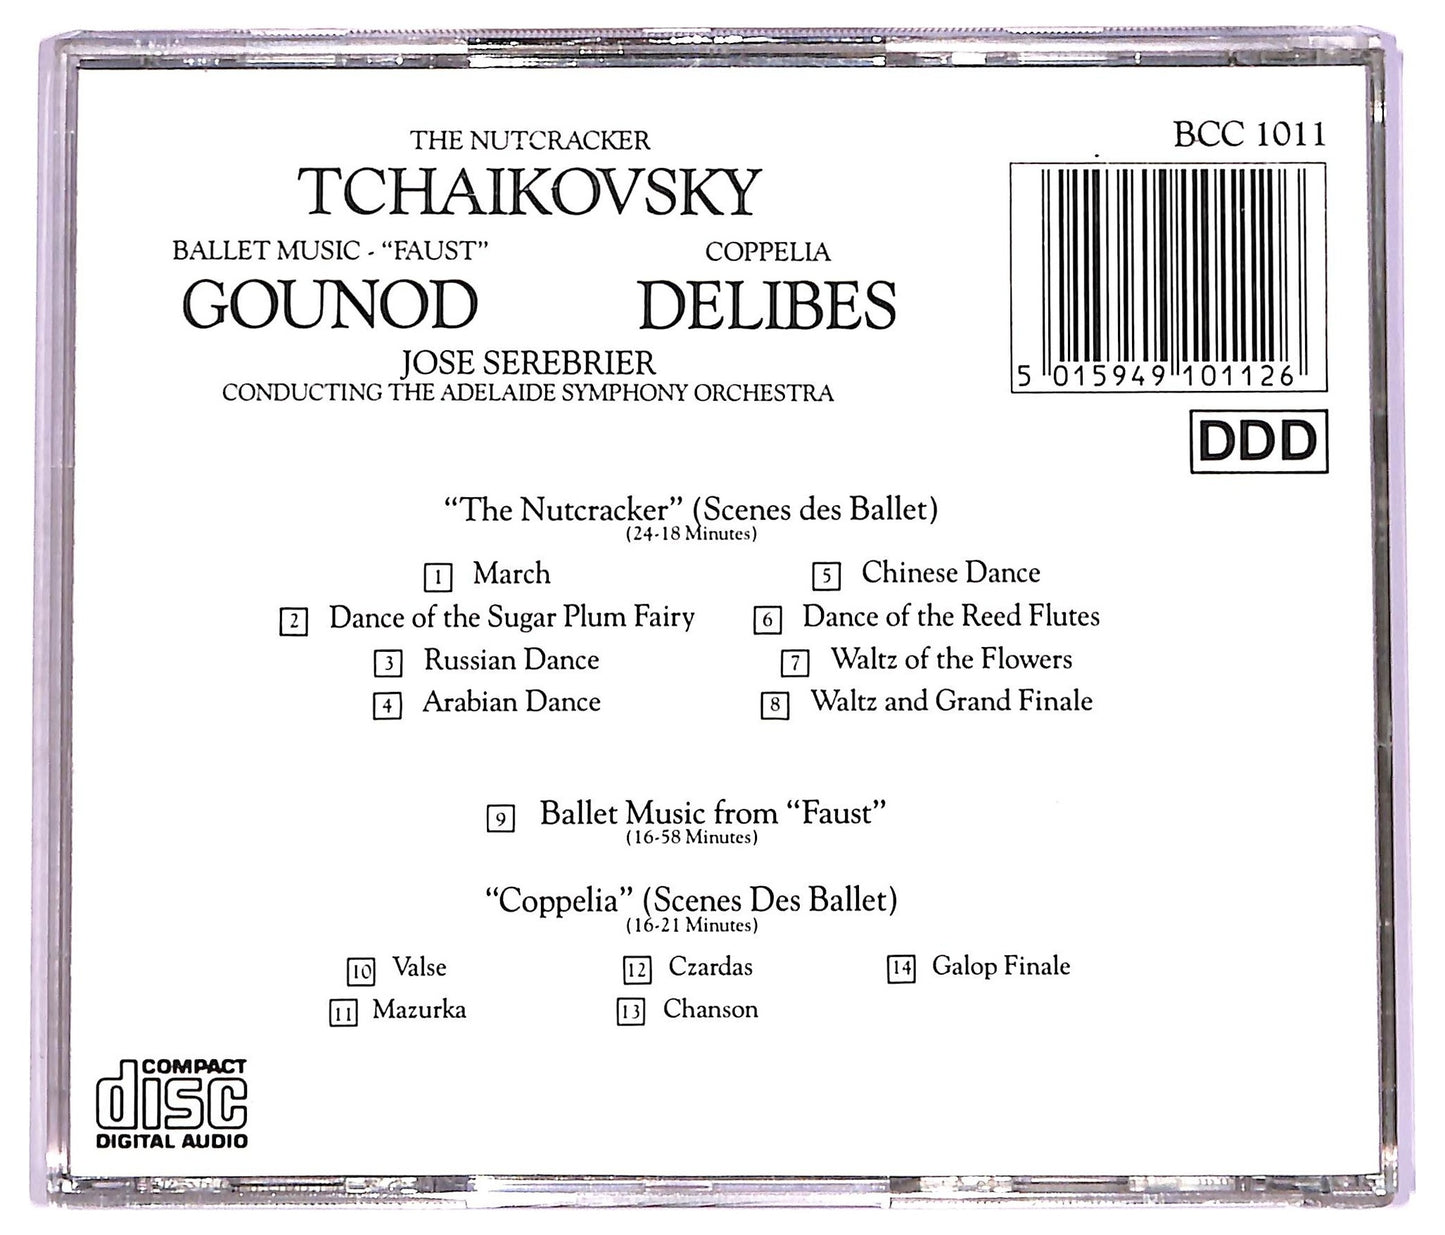 THE NUTCRACKER
TCHAIKOVSKY
BALLET MUSIC - “FAUST”
GOUNOD
COPPELIA
DELIBES
JOSE SEREBRIER
CONDUCTING THE ADELAIDE SYMPHONY ORCHESTRA
BCC 1011
5 015949 101126
DDD
“The Nutcracker” (Scenes des Ballet)
(24-18 Minutes)
1 March
2 Dance of the Sugar Plum Fairy
3 Russian Dance
4 Arabian Dance
5 Chinese Dance
6 Dance of the Reed Flutes
7 Waltz of the Flowers
8 Waltz and Grand Finale
9 Ballet Music from “Faust”
(16-58 Minutes)
“Coppelia” (Scenes Des Ballet)
(16-21 Minutes)
10 Valse
11 Mazurka
12 Czardas
13 Chanson
14 Galop Finale
COMPACT
disc
DIGITAL AUDIO